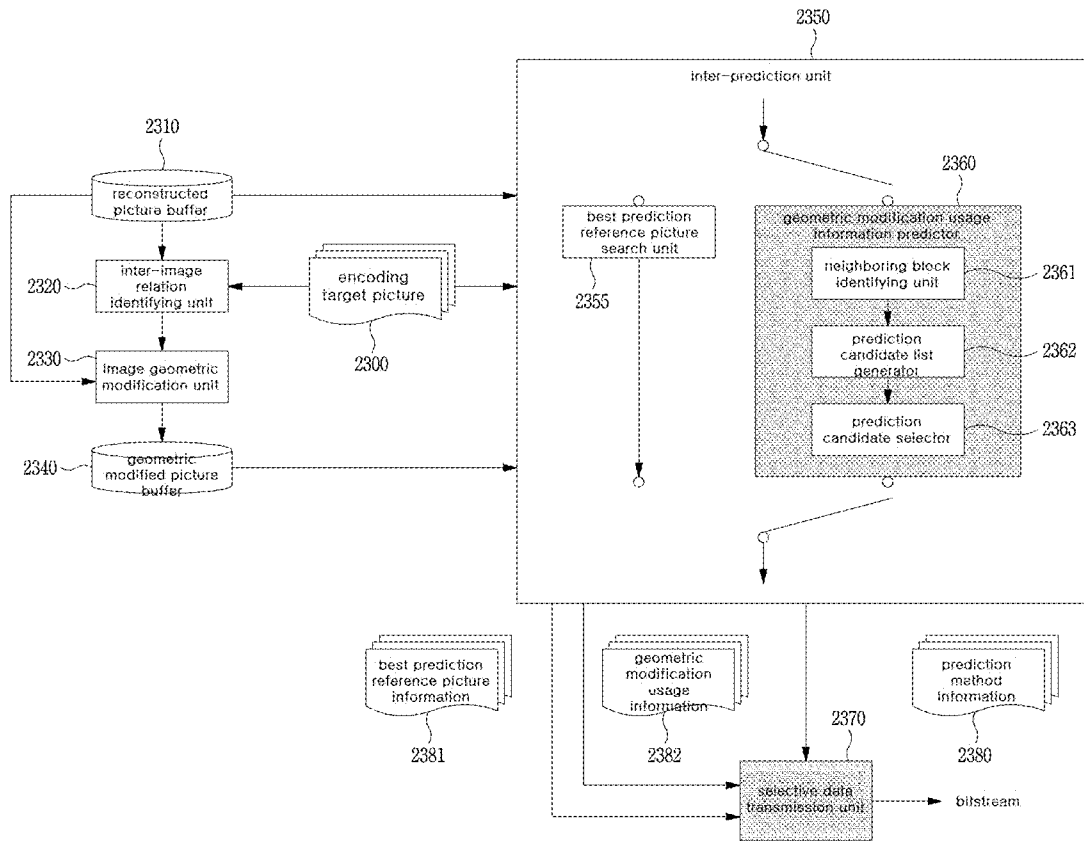 2350
inter-prediction unit
2310
reconstructed
picture buffer
2320
inter-image
relation
identifying unit
encoding
target picture
2300
2330
image geometric
modification unit
2340
geometric
modified picture
buffer
best prediction
reference picture
search unit
2355
2360
geometric modification usage
information predictor
neighboring block
identifying unit
2361
prediction
candidate list
generator
2362
prediction
candidate selector
2363
best prediction
reference picture
information
2381
geometric
modification
usage
information
2382
prediction
method information
2380
2370
selective data
transmission unit
bitstream